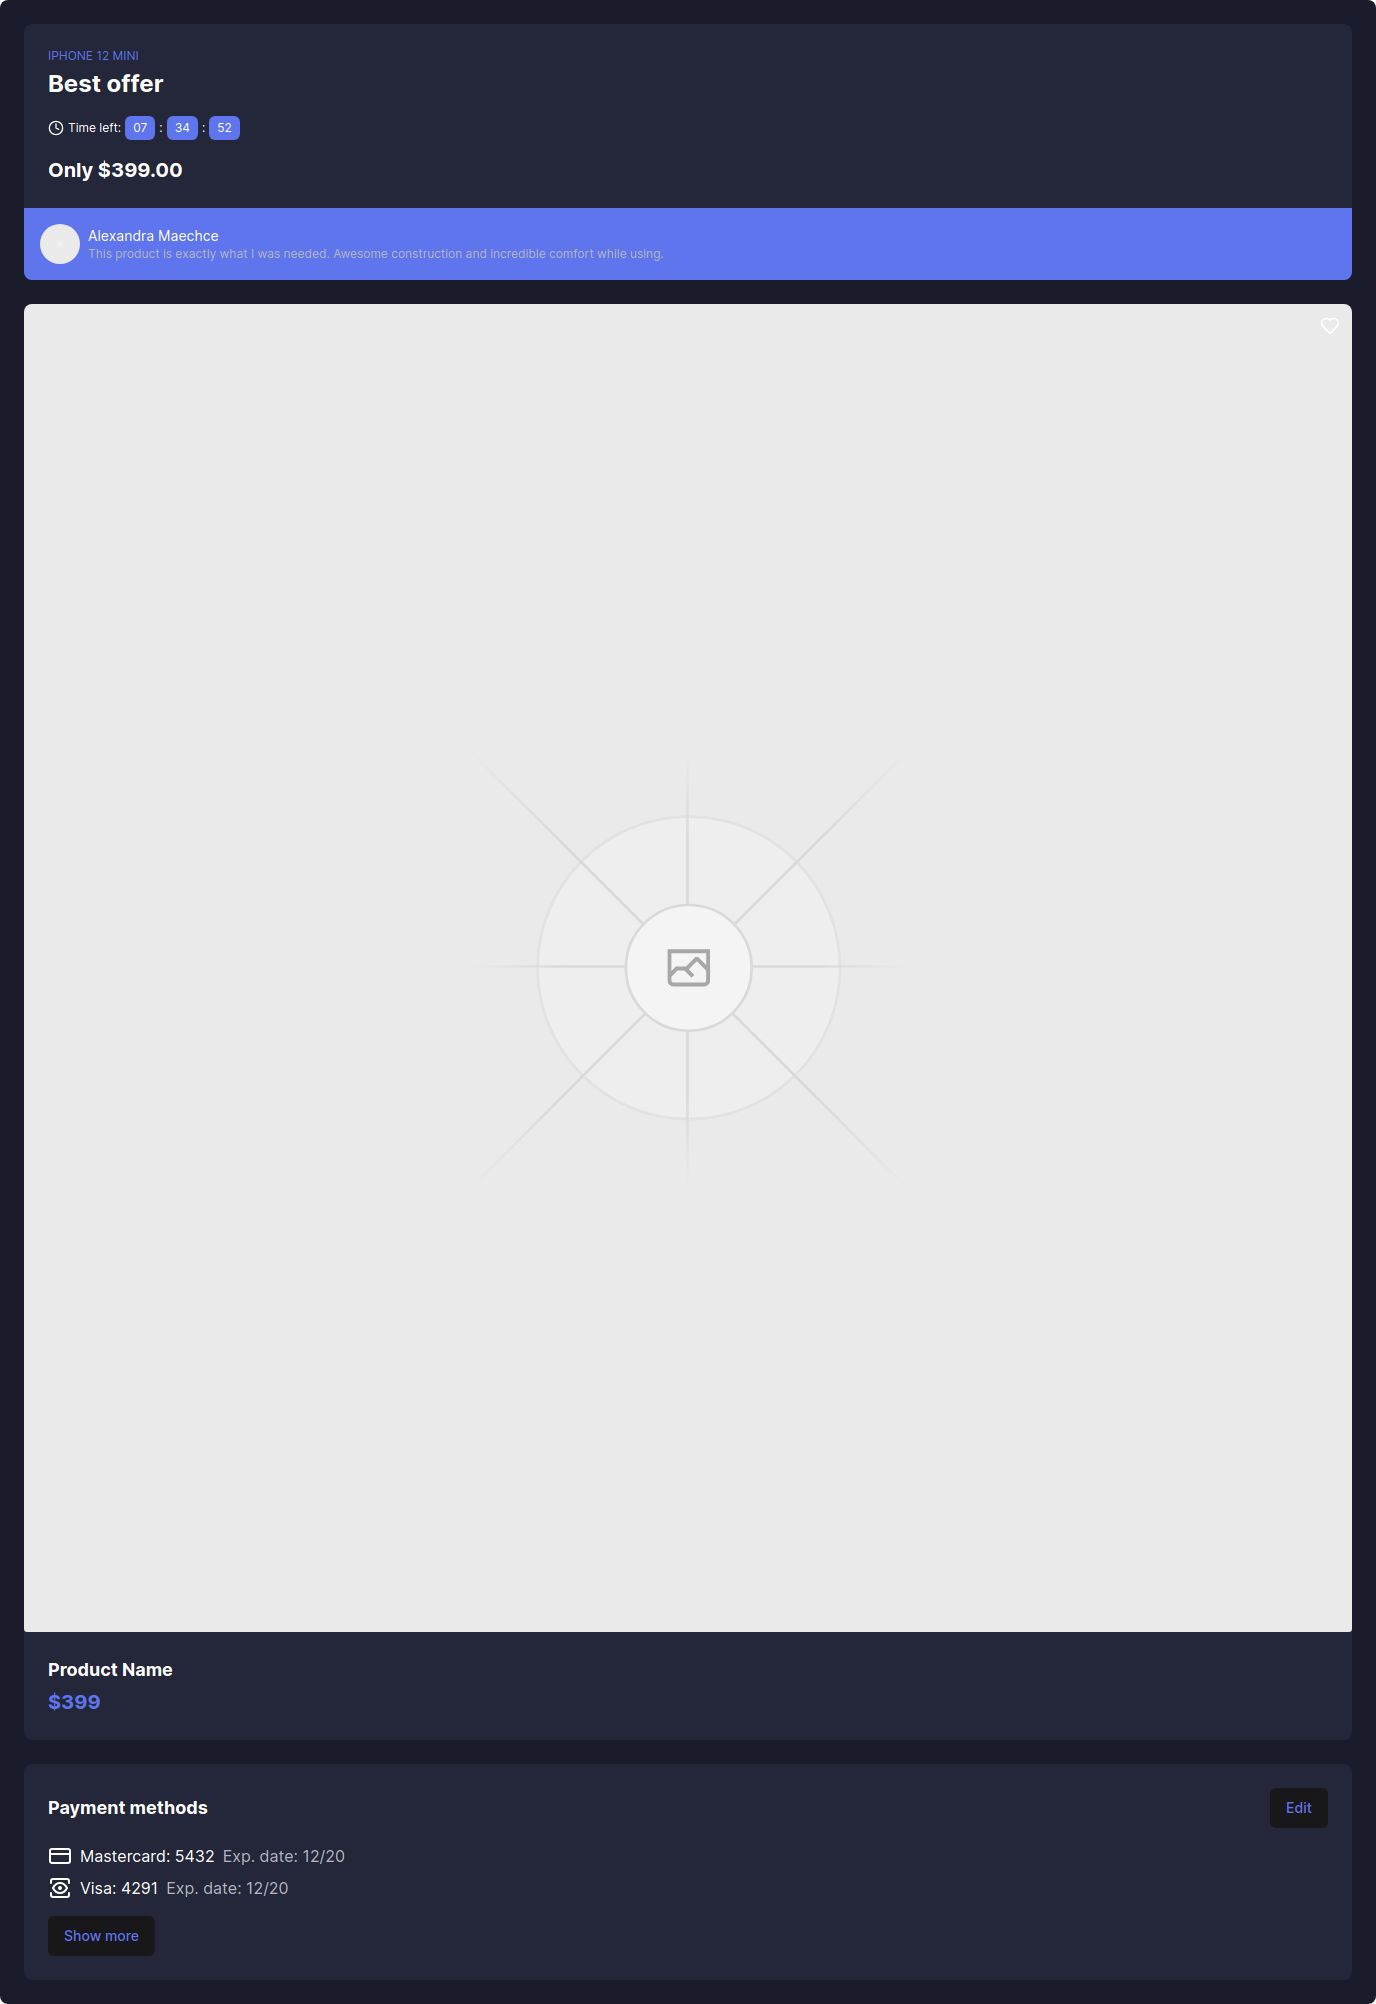 IPHONE 12 MINI
Best offer
Time left: 07 : 34 : 52
Only $399.00
Alexandra Maechce
This product is exactly what I was needed. Awesome construction and incredible comfort while using.
Product Name
$399
Payment methods
Edit
Mastercard: 5432 Exp. date: 12/20
Visa: 4291 Exp. date: 12/20
Show more